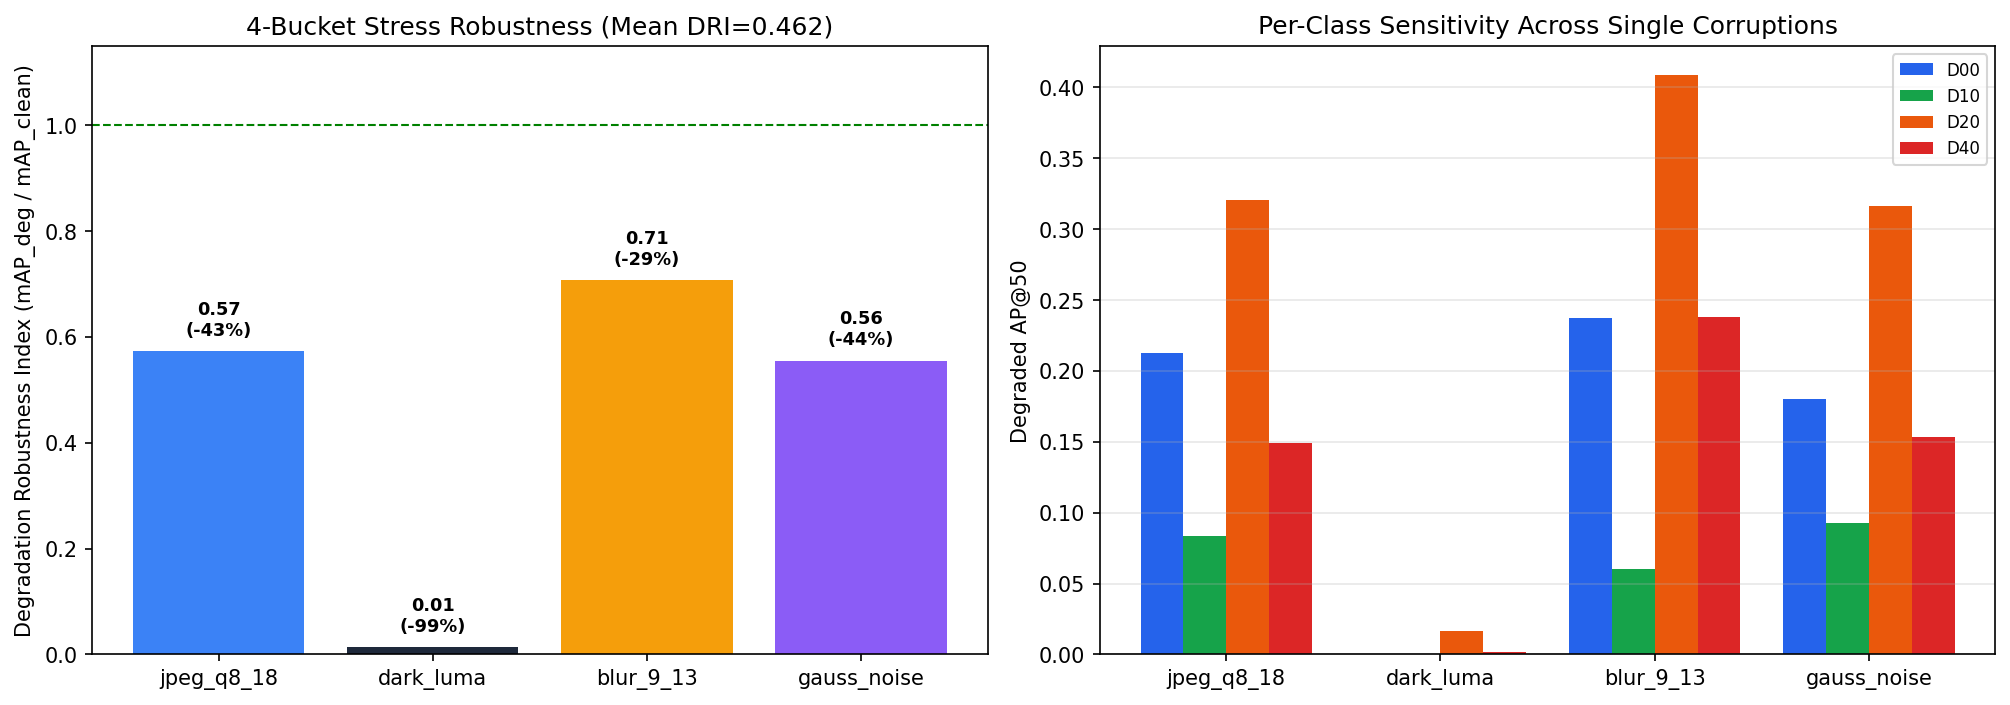 4-Bucket Stress Robustness (Mean DRI=0.462)
Degradation Robustness Index (mAP_deg / mAP_clean)
1.0
0.8
0.6
0.4
0.2
0.0
0.57
(-43%)
0.01
(-99%)
0.71
(-29%)
0.56
(-44%)
jpeg_q8_18
dark_luma
blur_9_13
gauss_noise
Per-Class Sensitivity Across Single Corruptions
Degraded AP@50
0.40
0.35
0.30
0.25
0.20
0.15
0.10
0.05
0.00
D00
D10
D20
D40
jpeg_q8_18
dark_luma
blur_9_13
gauss_noise